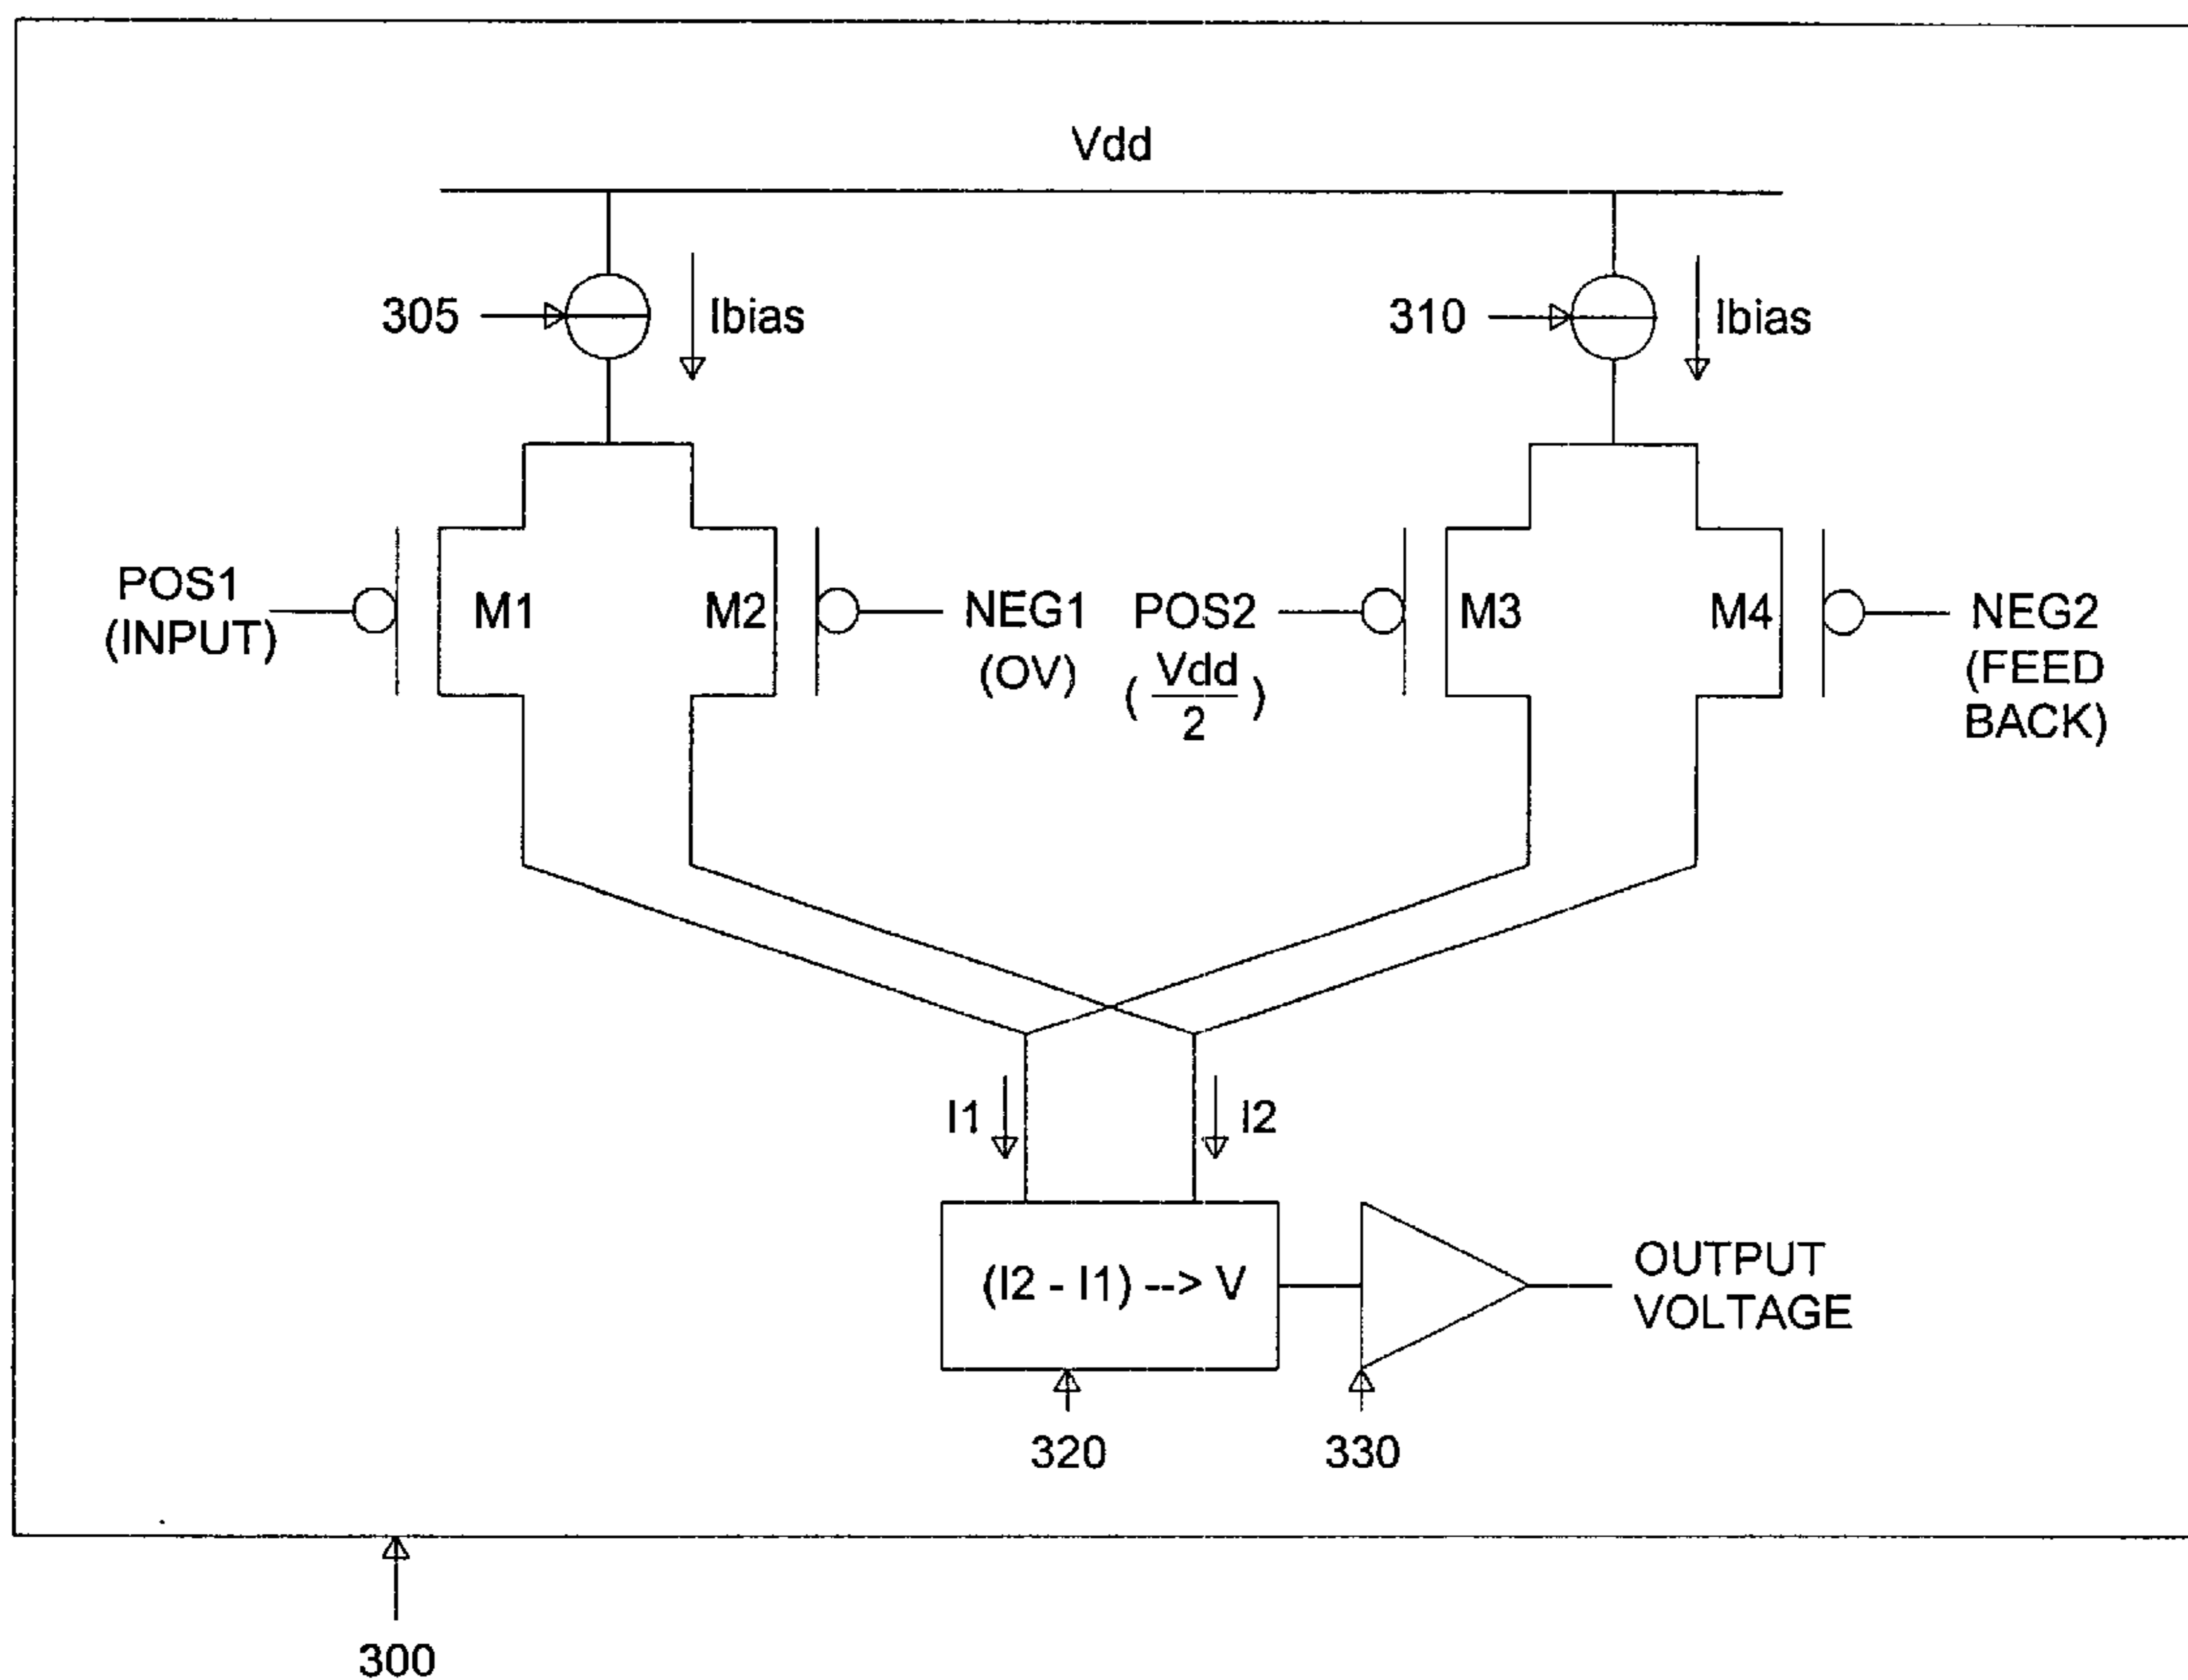 Vdd
305
Ibias
310
Ibias
POS1
(INPUT)
M1
M2
NEG1
(OV)
POS2
( Vdd
2 )
M3
M4
NEG2
(FEED
BACK)
I1
I2
(I2 - I1) --> V
OUTPUT
VOLTAGE
320
330
300